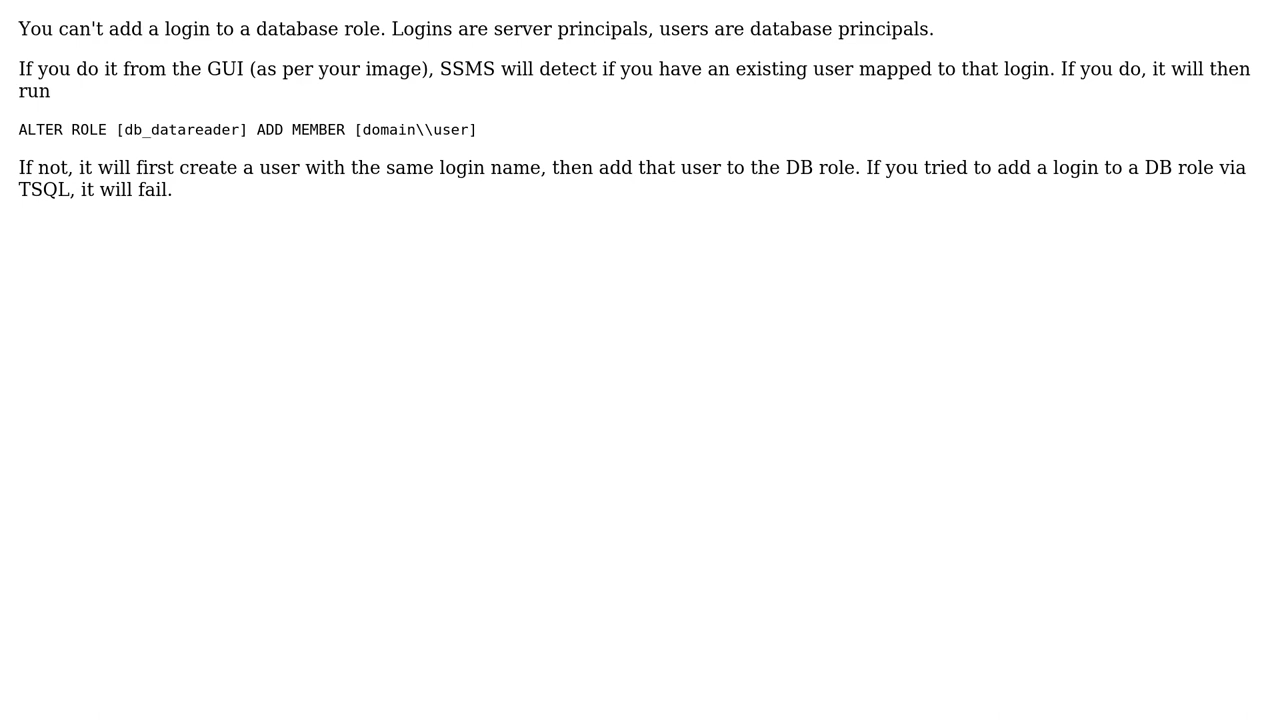 You can't add a login to a database role. Logins are server principals, users are database principals.
If you do it from the GUI (as per your image), SSMS will detect if you have an existing user mapped to that login. If you do, it will then
run
ALTER ROLE [db_datareader] ADD MEMBER [domain\\user]
If not, it will first create a user with the same login name, then add that user to the DB role. If you tried to add a login to a DB role via
TSQL, it will fail.